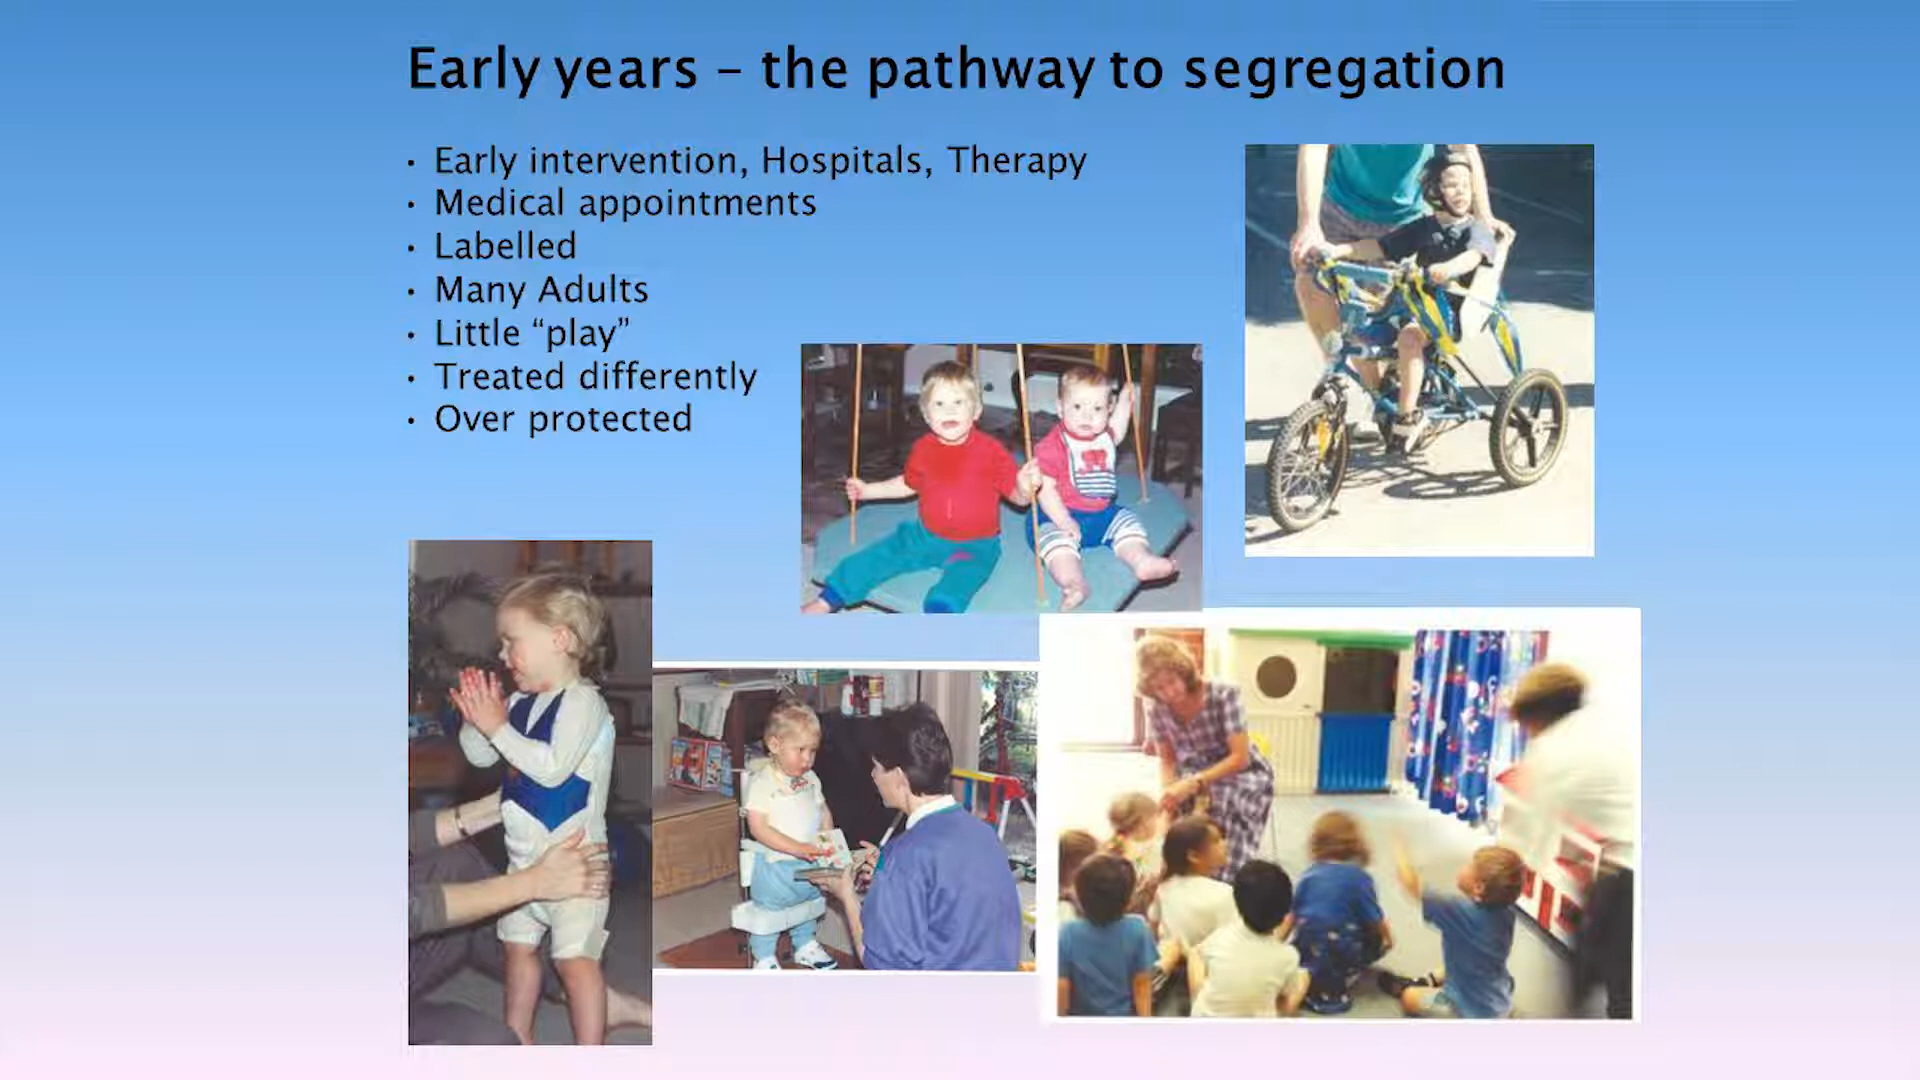 Early years – the pathway to segregation
• Early intervention, Hospitals, Therapy
• Medical appointments
• Labelled
• Many Adults
• Little “play”
• Treated differently
• Over protected